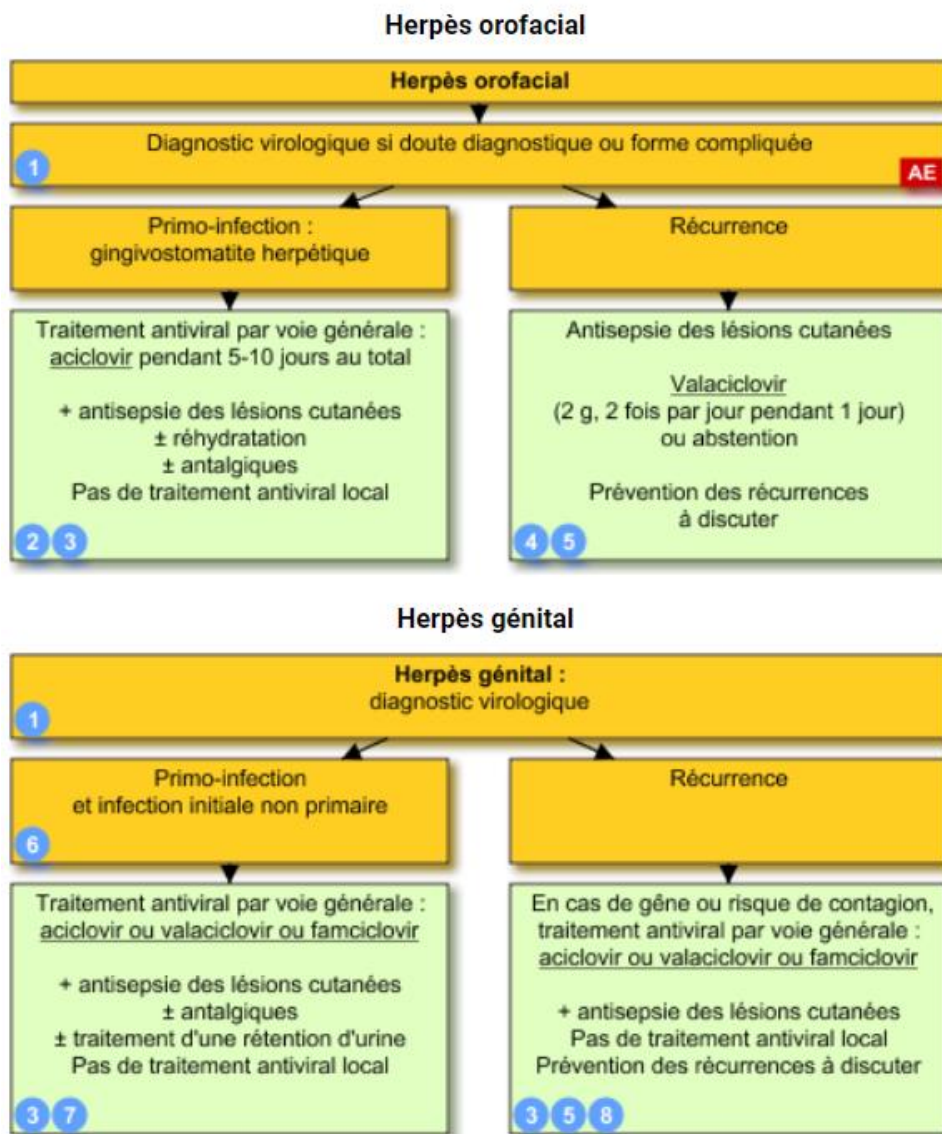 Herpès orofacial
Herpès orofacial
Diagnostic virologique si doute diagnostique ou forme compliquée
1
AE
Primo-infection :
gingivostomatite herpétique
Récurrence
Traitement antiviral par voie générale :
aciclovir pendant 5-10 jours au total
+ antisepsie des lésions cutanées
± réhydratation
± antalgiques
Pas de traitement antiviral local
2 3
Antisepsie des lésions cutanées
Valaciclovir
(2 g, 2 fois par jour pendant 1 jour)
ou abstention
Prévention des récurrences
à discuter
4 5
Herpès génital
Herpès génital :
diagnostic virologique
1
Primo-infection
et infection initiale non primaire
6
Récurrence
Traitement antiviral par voie générale :
aciclovir ou valaciclovir ou famciclovir
+ antisepsie des lésions cutanées
± antalgiques
± traitement d'une rétention d'urine
Pas de traitement antiviral local
3 7
En cas de gêne ou risque de contagion,
traitement antiviral par voie générale :
aciclovir ou valaciclovir ou famciclovir
+ antisepsie des lésions cutanées
Pas de traitement antiviral local
Prévention des récurrences à discuter
3 5 8